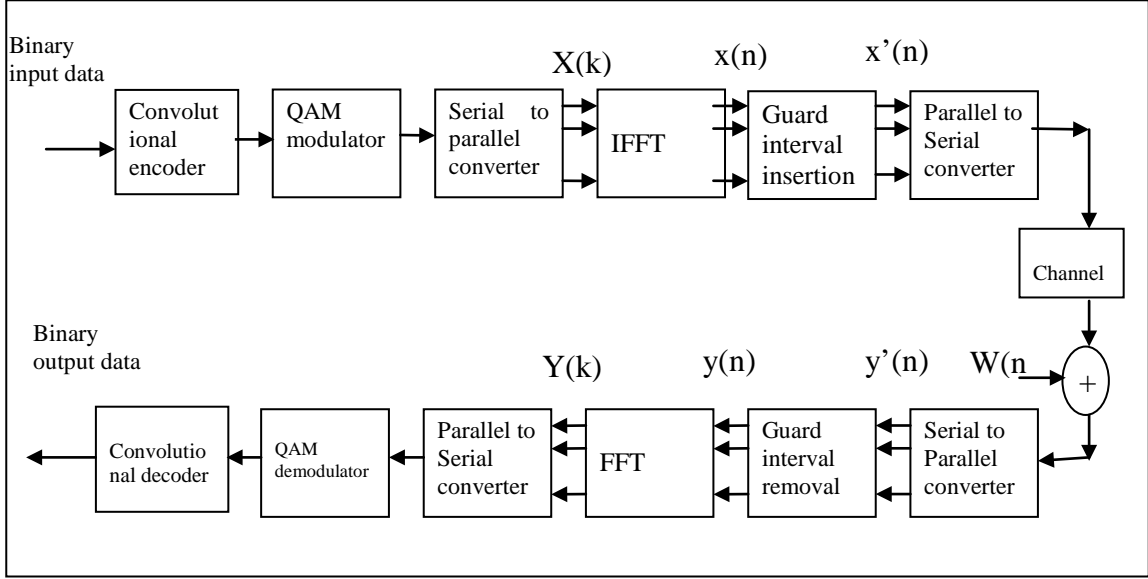 Binary
input data
X(k)
x(n)
x’(n)
Convolut
ional
encoder
QAM
modulator
Serial to
parallel
converter
IFFT
Guard
interval
insertion
Parallel to
Serial
converter
Channel
Binary
output data
Y(k)
y(n)
y’(n)
W(n
+
Convolutio
nal decoder
QAM
demodulator
Parallel to
Serial
converter
FFT
Guard
interval
removal
Serial to
Parallel
converter